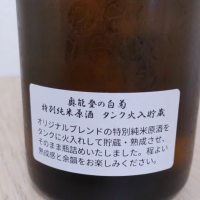 奥能登の白菊
特別純米原酒 タンク火入貯蔵
オリジナルブレンドの特別純米原酒を
タンクに火入れして貯蔵・熟成させ、
そのまま瓶詰めいたしました。程よい
熟成感と余韻をお楽しみください。